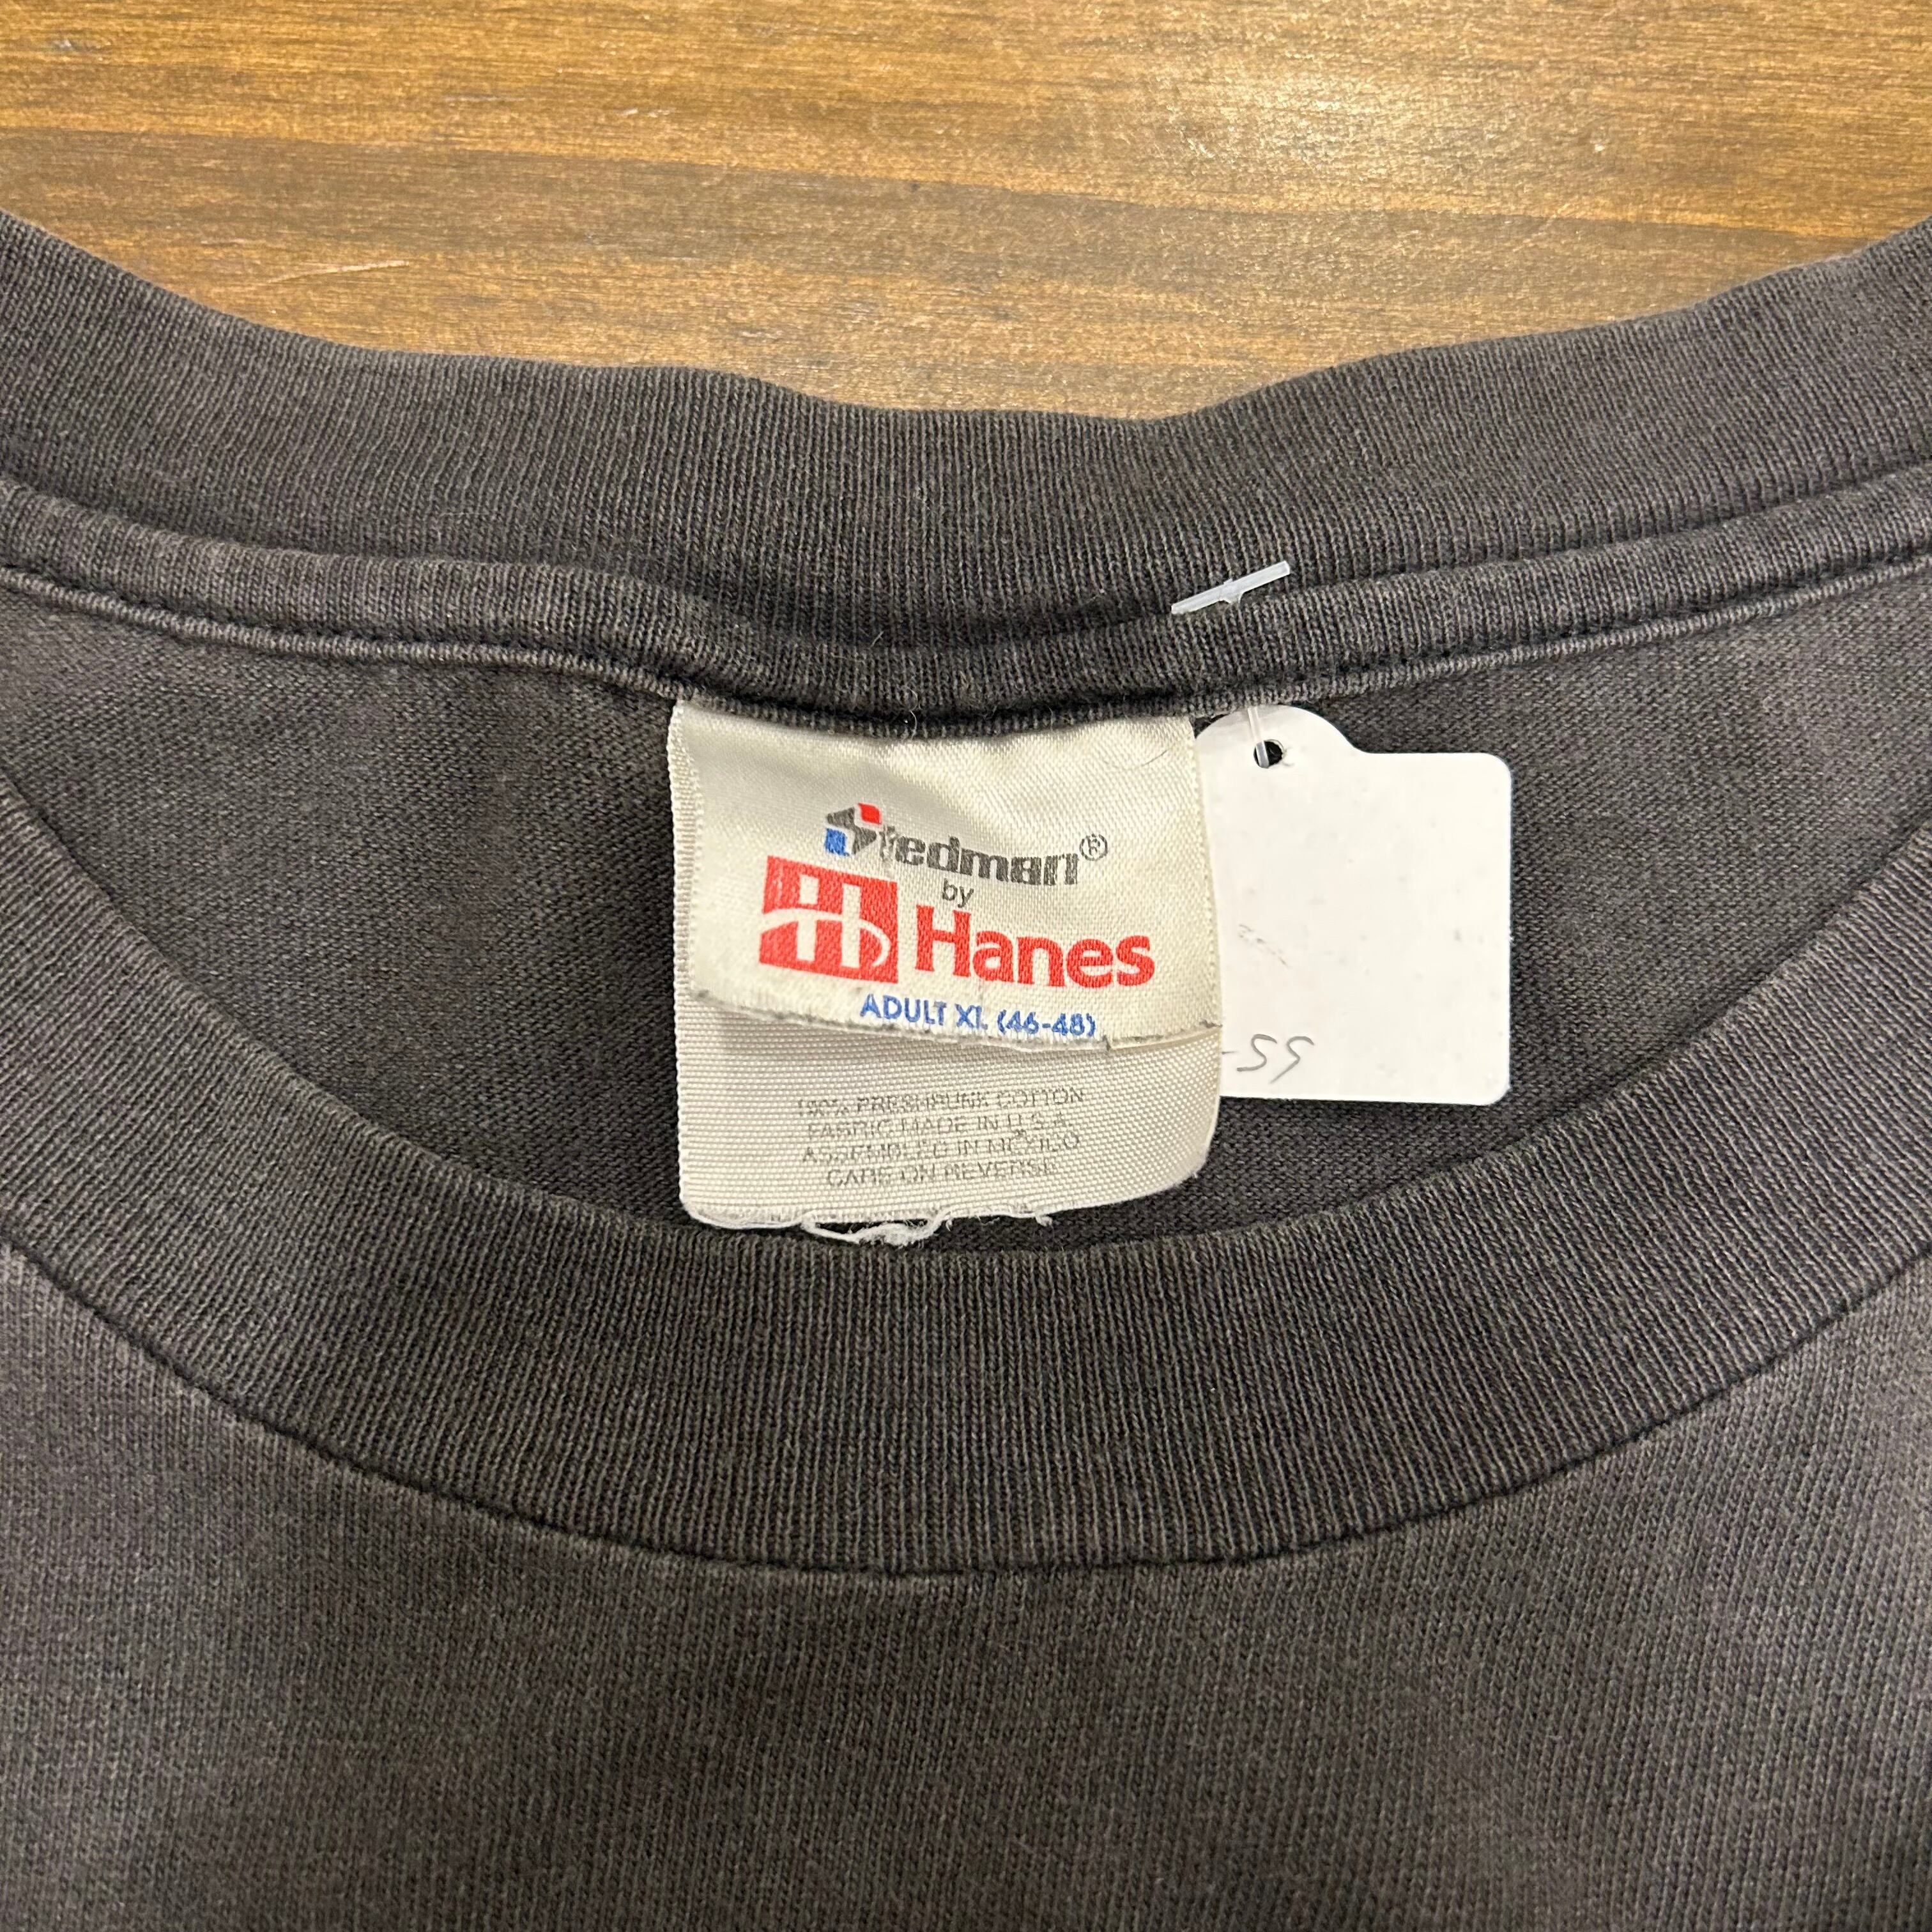 Stedman®
by
Hanes
ADULT XL (46-48)
100% PRESHRUNK COTTON
FABRIC MADE IN U.S.A.
ASSEMBLED IN MEXICO
CARE ON REVERSE
-55